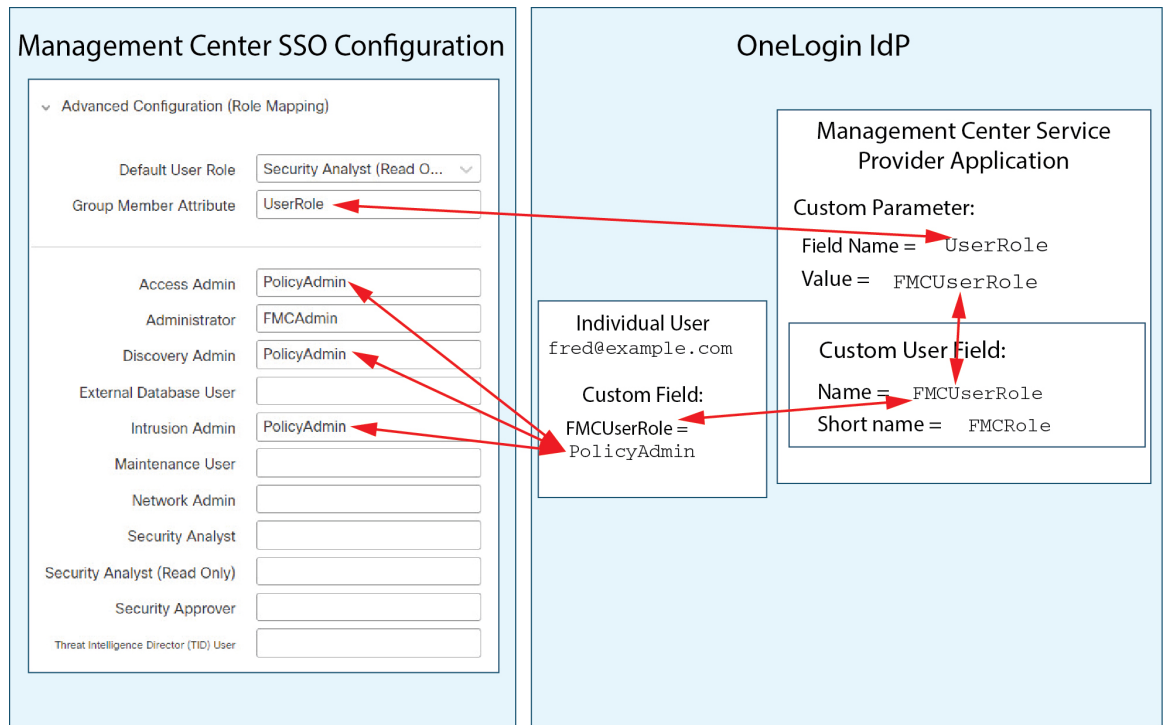 Management Center SSO Configuration
Advanced Configuration (Role Mapping)
Default User Role Security Analyst (Read O...
Group Member Attribute UserRole
Access Admin PolicyAdmin
Administrator FMCAdmin
Discovery Admin PolicyAdmin
External Database User
Intrusion Admin PolicyAdmin
Maintenance User
Network Admin
Security Analyst
Security Analyst (Read Only)
Security Approver
Threat Intelligence Director (TID) User
OneLogin IdP
Individual User
fred@example.com
Custom Field:
FMCUserRole =
PolicyAdmin
Management Center Service
Provider Application
Custom Parameter:
Field Name = UserRole
Value = FMCUserRole
Custom User Field:
Name = FMCUserRole
Short name = FMCRole